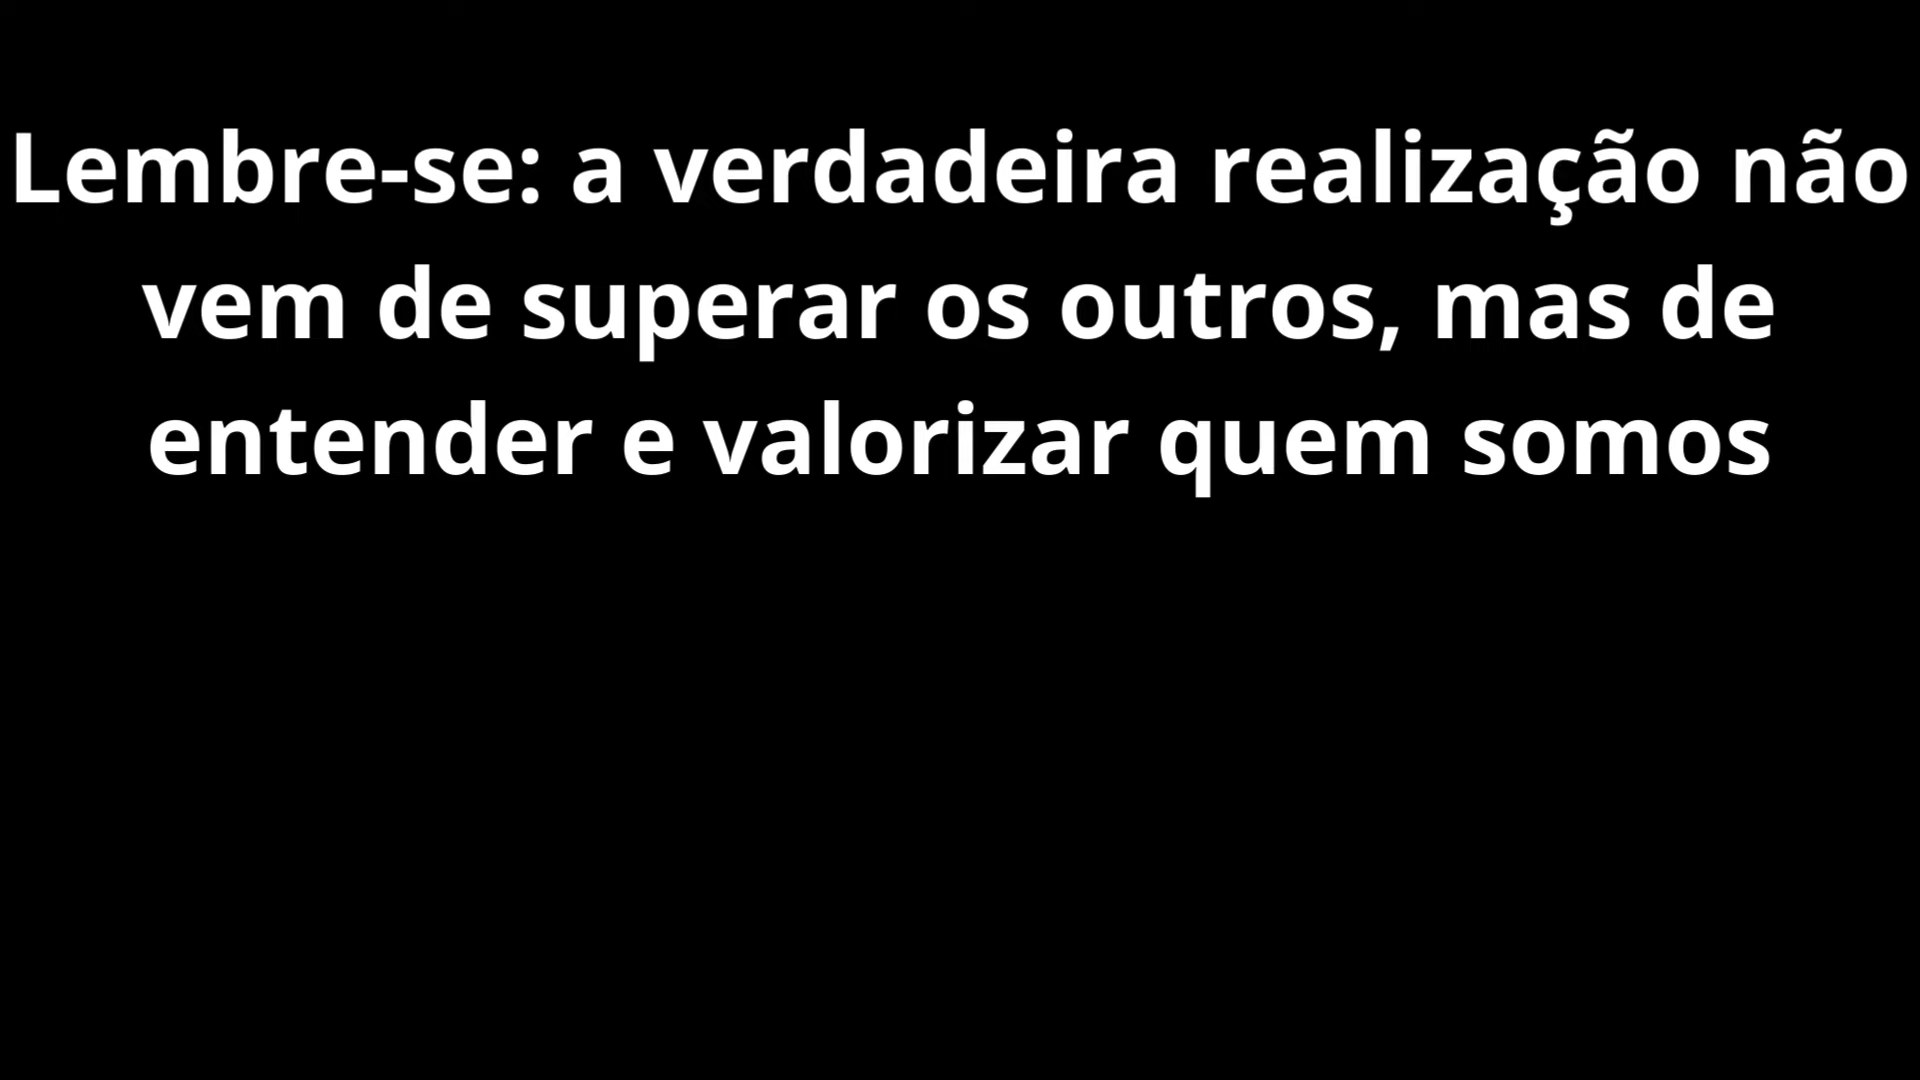 Lembre-se: a verdadeira realização não
vem de superar os outros, mas de
entender e valorizar quem somos